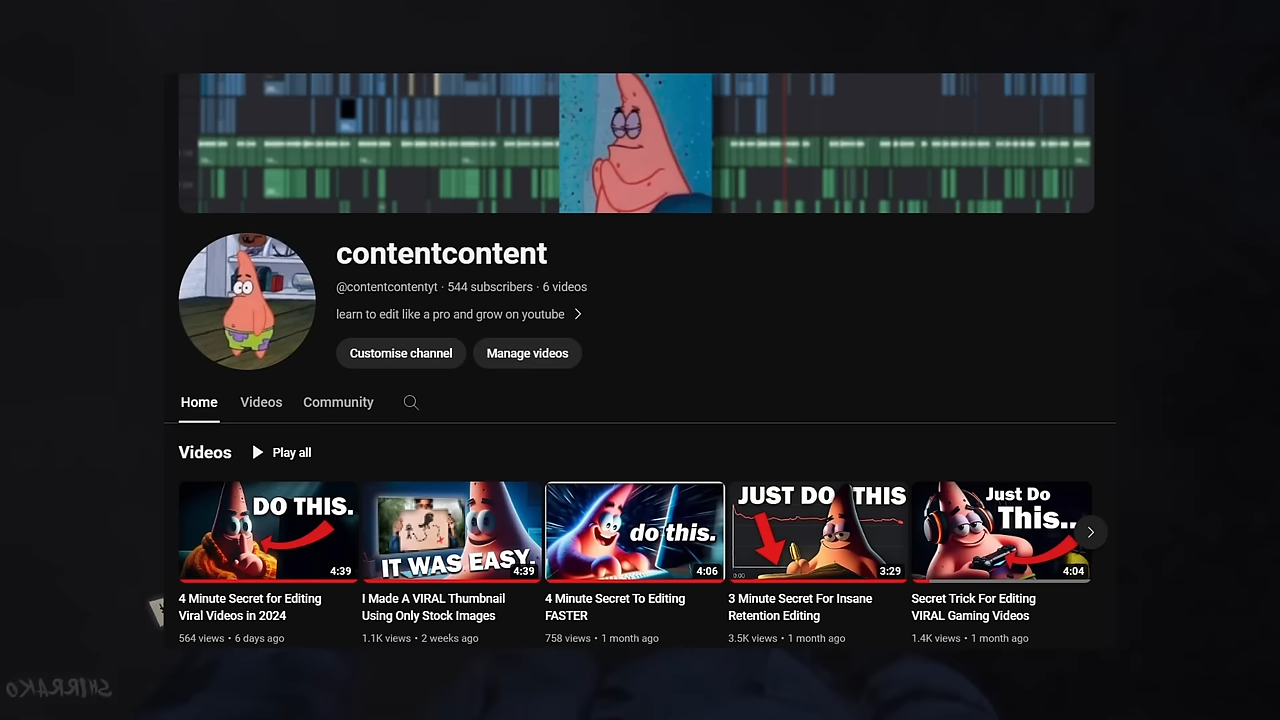 contentcontent
@contentcontentyt · 544 subscribers · 6 videos
learn to edit like a pro and grow on youtube
Customise channel
Manage videos
Home
Videos
Community
Videos
Play all
DO THIS.
4:39
IT WAS EASY.
4:39
do this.
4:06
JUST DO THIS
0:00
3:29
Just Do
This..
4:04
4 Minute Secret for Editing
Viral Videos in 2024
564 views • 6 days ago
I Made A VIRAL Thumbnail
Using Only Stock Images
1.1K views • 2 weeks ago
4 Minute Secret To Editing
FASTER
758 views • 1 month ago
3 Minute Secret For Insane
Retention Editing
3.5K views • 1 month ago
Secret Trick For Editing
VIRAL Gaming Videos
1.4K views • 1 month ago
SHIRRAKO